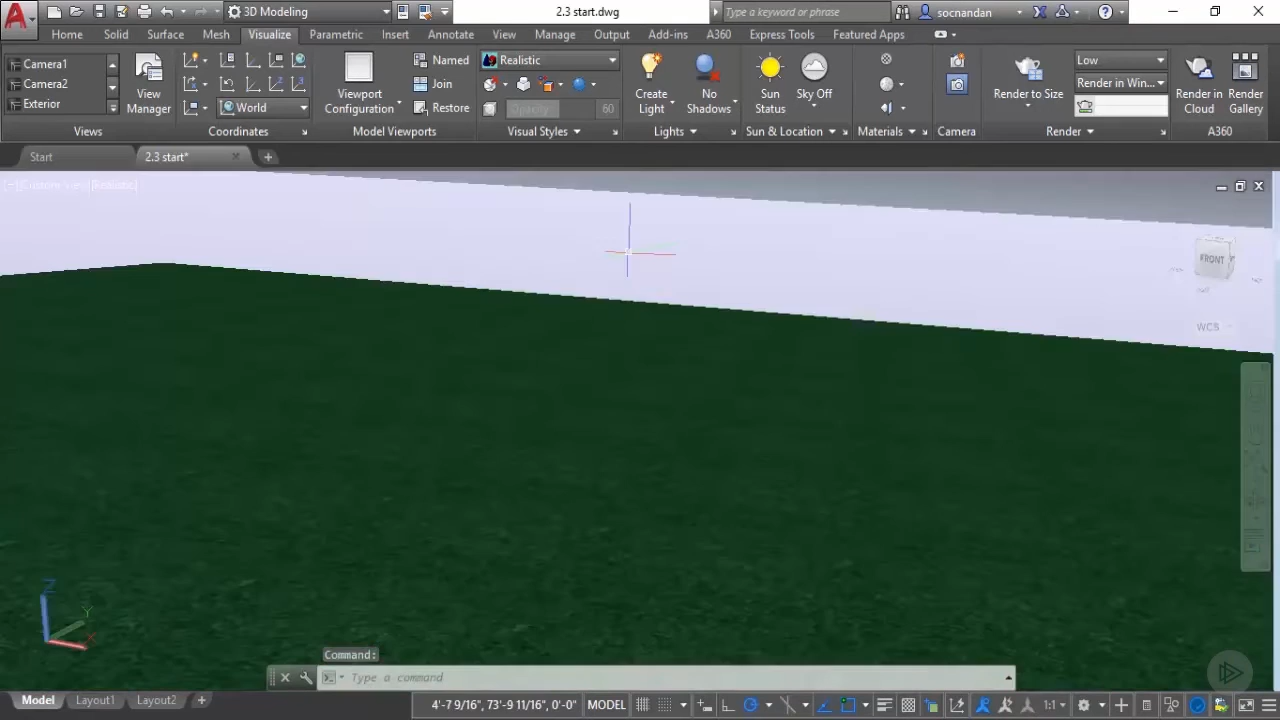 3D Modeling
2.3 start.dwg
Type a keyword or phrase
socnandan
Home Solid Surface Mesh Visualize Parametric Insert Annotate View Manage Output Add-ins A360 Express Tools Featured Apps
Camera1
Camera2
Exterior
View
Manager
Views
World
Coordinates
Viewport
Configuration
Named
Join
Restore
Model Viewports
Realistic
Opacity 60
Visual Styles
Create
Light
No
Shadows
Lights
Sun
Status
Sky Off
Sun & Location
Materials
Camera
Render to Size
Low
Render in Win...
Render
Render in
Cloud
Render
Gallery
A360
Start
2.3 start*
FRONT
WCS
Z
Y
X
Command:
Type a command
Model Layout1 Layout2
4'-7 9/16", 73'-9 11/16", 0'-0" MODEL 1:1